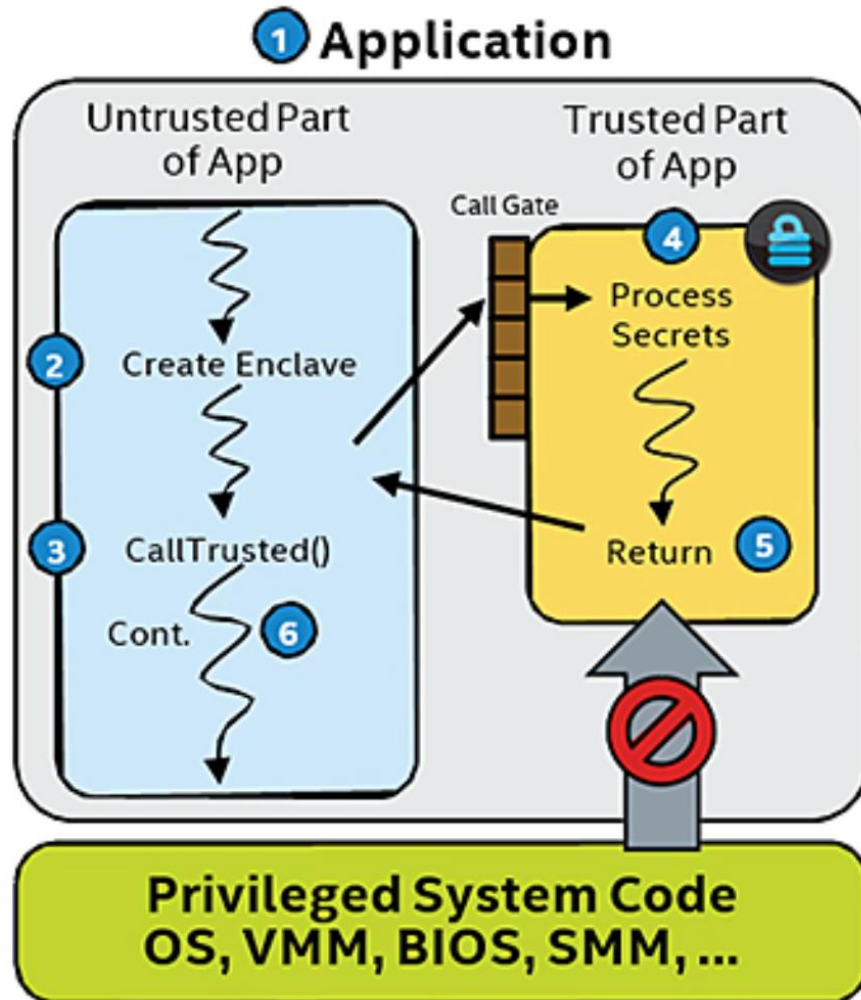 1 Application
Untrusted Part
of App
Trusted Part
of App
Call Gate
4
Process
Secrets
2
Create Enclave
3
CallTrusted()
Return 5
Cont. 6
Privileged System Code
OS, VMM, BIOS, SMM, ...